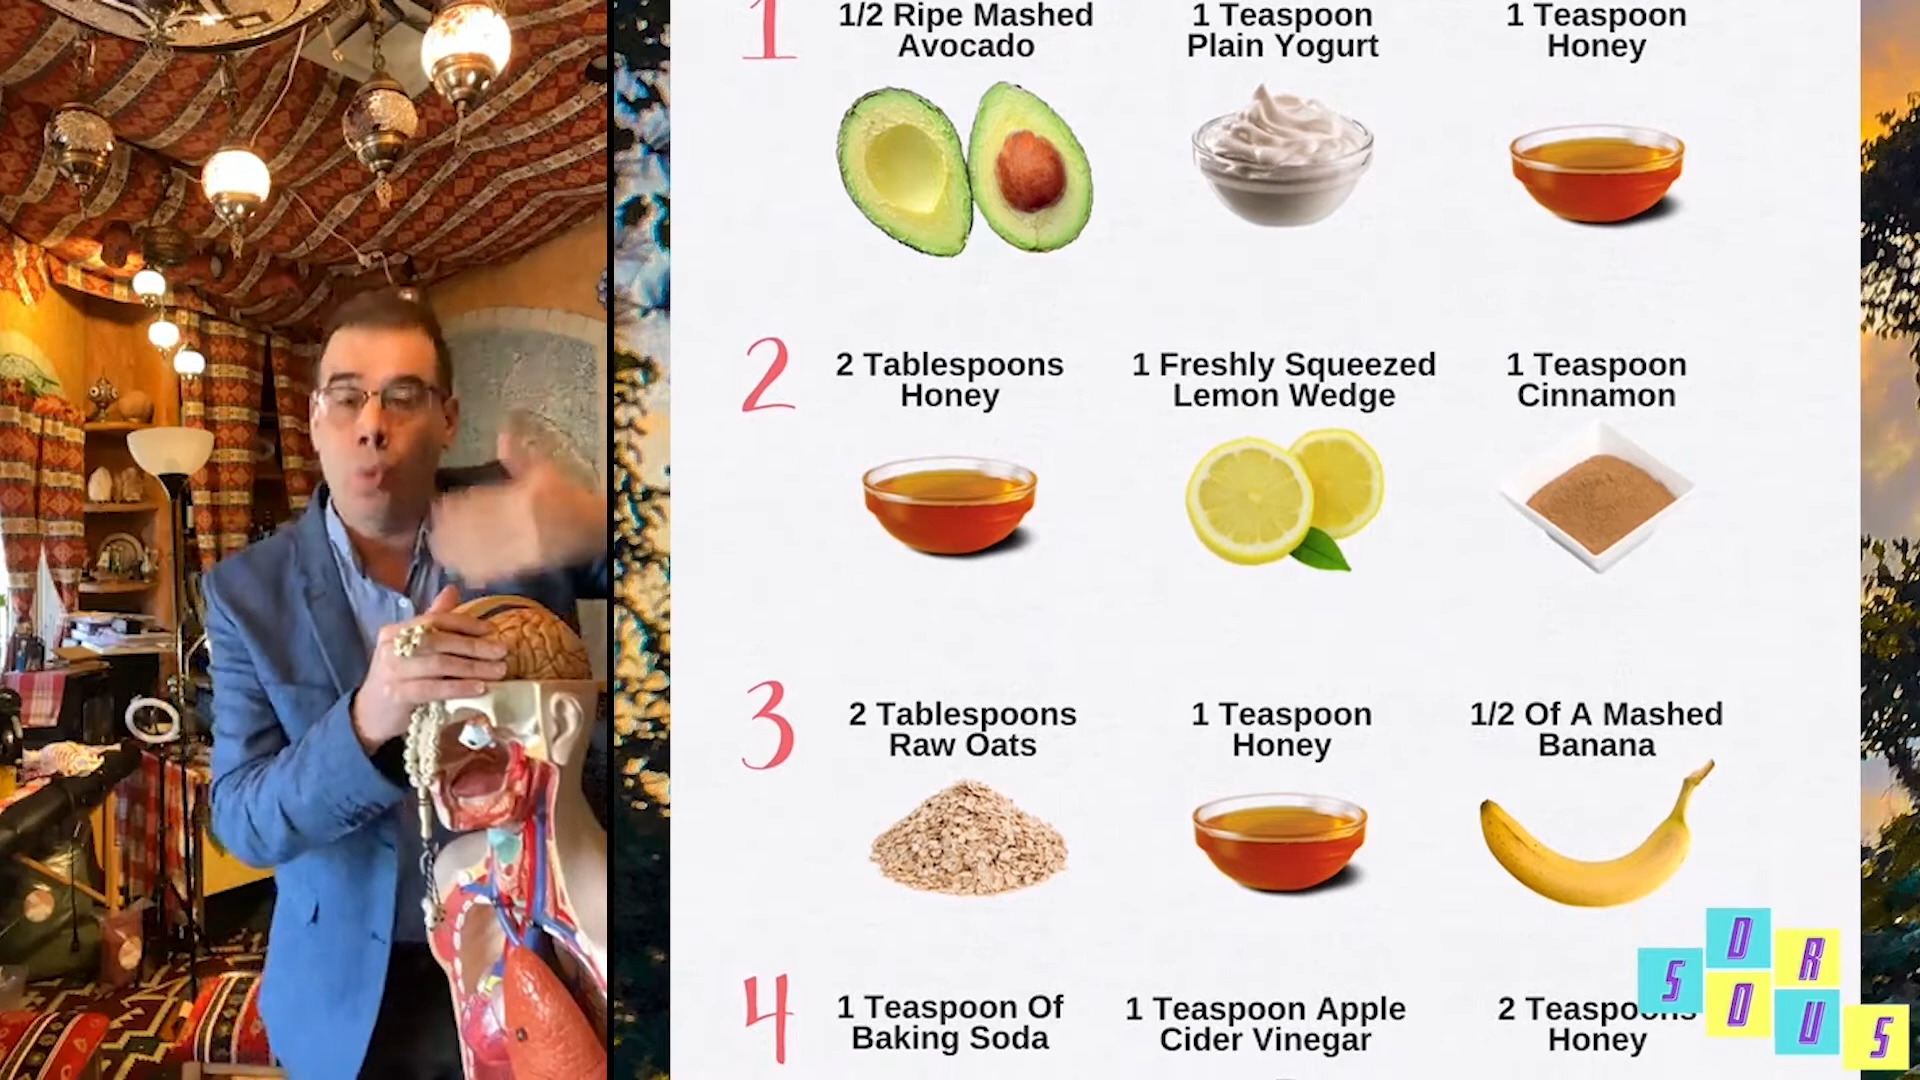 1
1/2 Ripe Mashed
Avocado
1 Teaspoon
Plain Yogurt
1 Teaspoon
Honey
2
2 Tablespoons
Honey
1 Freshly Squeezed
Lemon Wedge
1 Teaspoon
Cinnamon
3
2 Tablespoons
Raw Oats
1 Teaspoon
Honey
1/2 Of A Mashed
Banana
4
1 Teaspoon Of
Baking Soda
1 Teaspoon Apple
Cider Vinegar
2 Teaspoons
Honey
S D O R U S